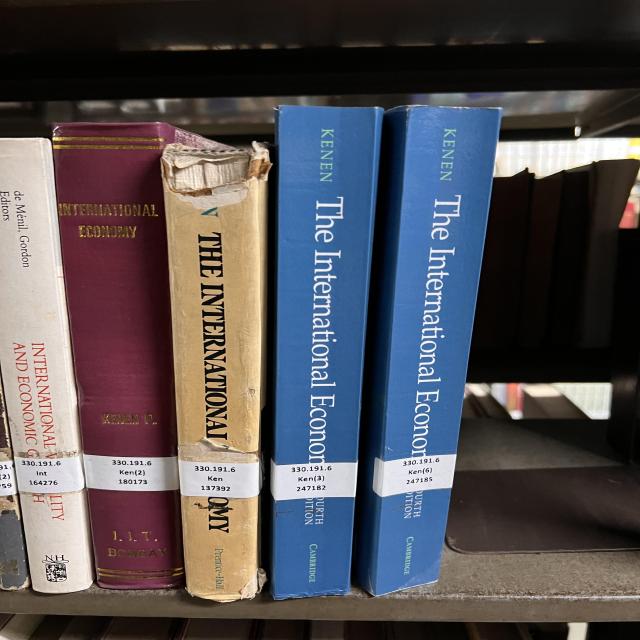 de Ménil, Gordon
Editors
INTERNATIONAL
AND ECONOMIC
330.191.6
Int
164276
NH
INTERNATIONAL
ECONOMY
KENEN P.
330.191.6
Ken(2)
180173
I. I. T.
BOMBAY
THE INTERNATIONAL
OMY
330.191.6
Ken
137392
Prentice-Hall
KENEN
The International Econom
330.191.6
Ken(3)
247182
FOURTH
EDITION
CAMBRIDGE
KENEN
The International Econom
330.191.6
Ken(6)
247185
FOURTH
EDITION
CAMBRIDGE